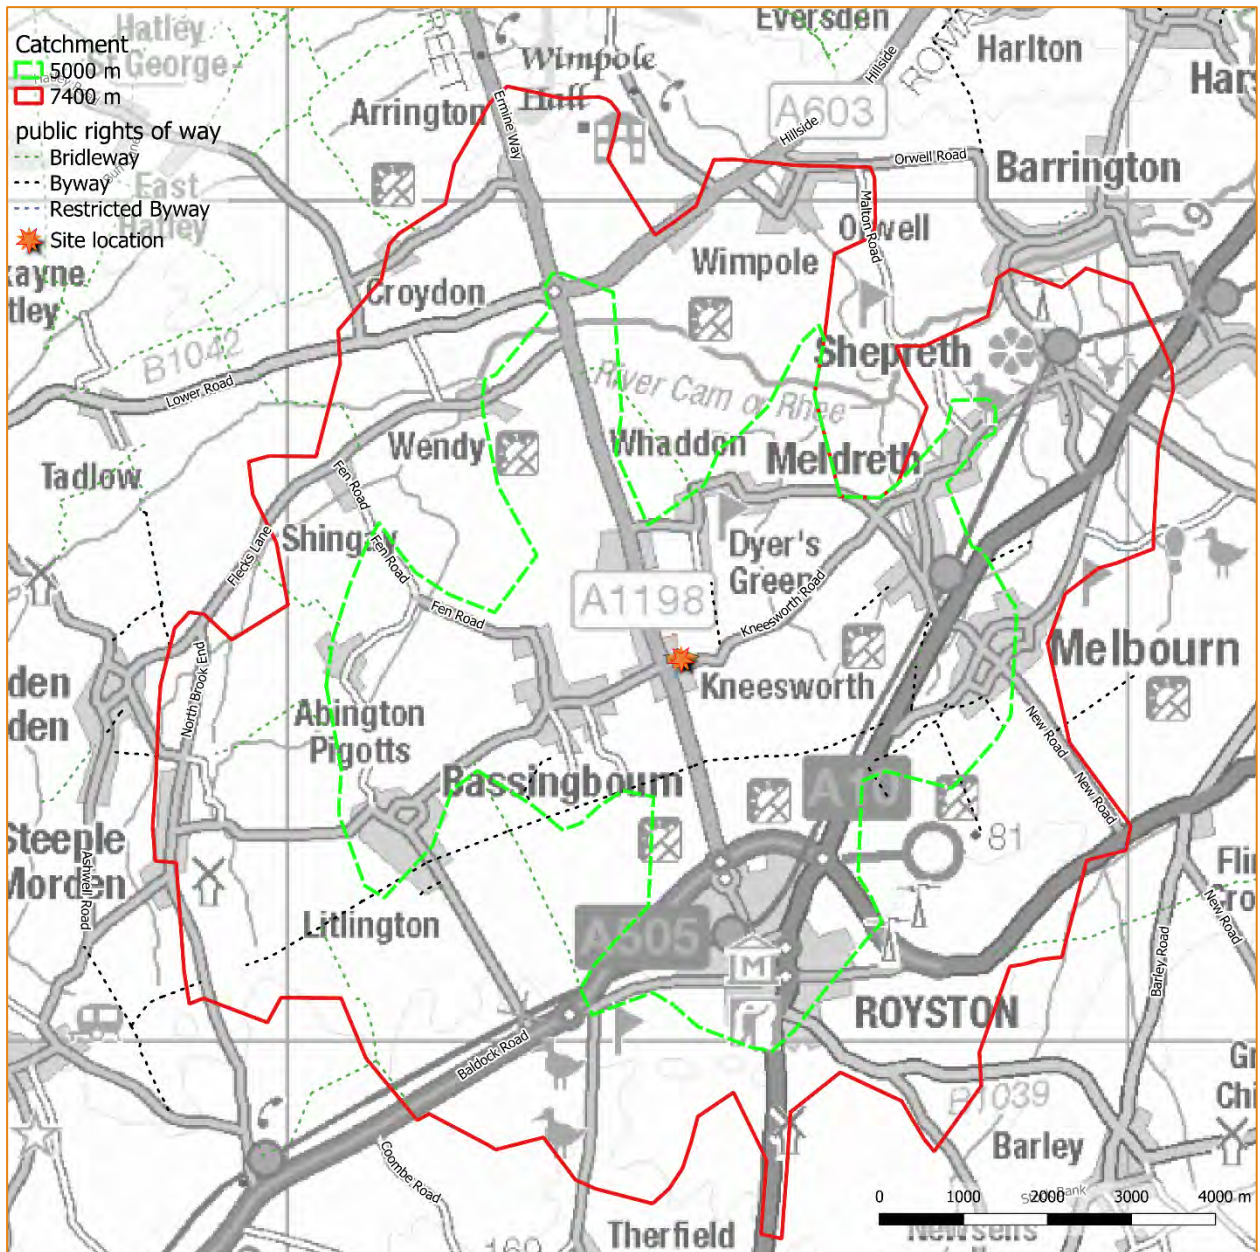 Catchment
5000 m
7400 m
public rights of way
Bridleway
Byway
Restricted Byway
Site location
Hatley
St George
Arrington
Ermine Way
Wimpole
Hall
Eversden
Hillside
Harlton
A603
Hillside
Orwell Road
Barrington
East
Hatley
Malton Road
Orwell
Wimpole
Croydon
B1042
Lower Road
Shepreth
River Cam or Rhee
Wendy
Whaddon
Meldreth
Tadlow
Fen Road
Shingay
Fen Road
Flecks Lane
Dyer's
Green
A1198
Fen Road
Kneesworth Road
Melbourn
North Brook End
Kneesworth
Abington
Pigotts
New Road
New Road
Bassingbourn
A10
81
Steeple
Morden
Ashwell Road
Litlington
A505
M
New Road
Barley Road
ROYSTON
Baldock Road
B1039
Barley
Coombe Road
Therfield
169
0 1000 2000 3000 4000 m